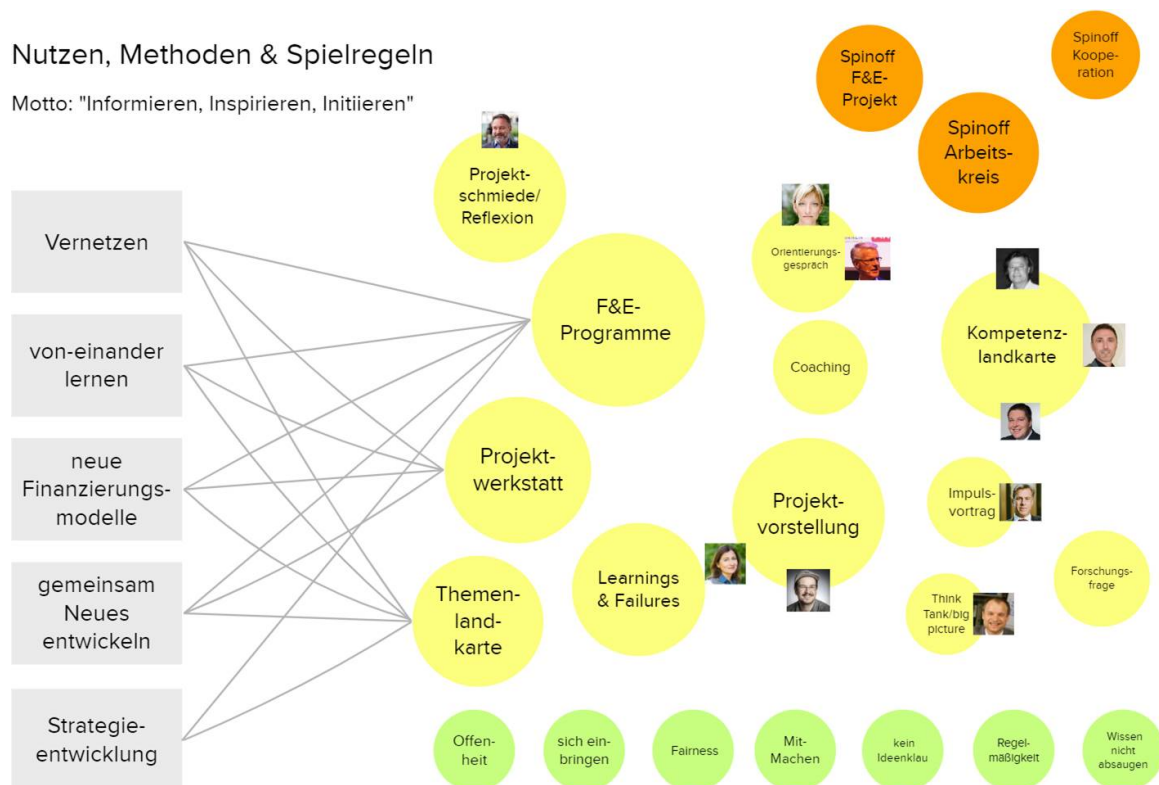 Nutzen, Methoden & Spielregeln
Motto: "Informieren, Inspirieren, Initiieren"
Vernetzen
von-einander
lernen
neue
Finanzierungs-
modelle
gemeinsam
Neues
entwickeln
Strategie-
entwicklung
Projekt-
schmiede/
Reflexion
F&E-
Programme
Projekt-
werkstatt
Themen-
land-
karte
Learnings
& Failures
Orientierungs-
gespräch
Coaching
Projekt-
vorstellung
Spinoff
F&E-
Projekt
Spinoff
Arbeits-
kreis
Spinoff
Koope-
ration
Kompetenz-
landkarte
Impuls-
vortrag
Think
Tank/big
picture
Forschungs-
frage
Offen-
heit
sich ein-
bringen
Fairness
Mit-
Machen
kein
Ideenklau
Regel-
mäßigkeit
Wissen
nicht
absaugen